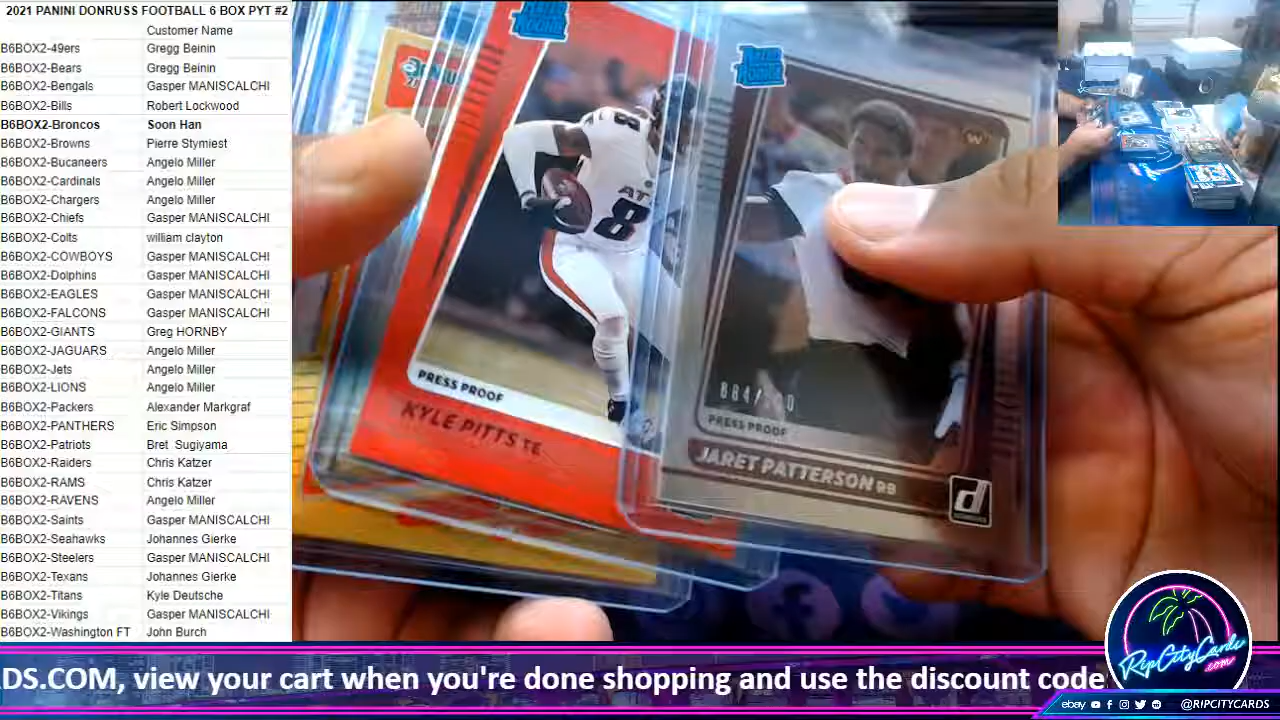 2021 PANINI DONRUSS FOOTBALL 6 BOX PYT #2
Customer Name
B6BOX2-49ers Gregg Beinin
B6BOX2-Bears Gregg Beinin
B6BOX2-Bengals Gasper MANISCALCHI
B6BOX2-Bills Robert Lockwood
B6BOX2-Broncos Soon Han
B6BOX2-Browns Pierre Stymiest
B6BOX2-Bucaneers Angelo Miller
B6BOX2-Cardinals Angelo Miller
B6BOX2-Chargers Angelo Miller
B6BOX2-Chiefs Gasper MANISCALCHI
B6BOX2-Colts william clayton
B6BOX2-COWBOYS Gasper MANISCALCHI
B6BOX2-Dolphins Gasper MANISCALCHI
B6BOX2-EAGLES Gasper MANISCALCHI
B6BOX2-FALCONS Gasper MANISCALCHI
B6BOX2-GIANTS Greg HORNBY
B6BOX2-JAGUARS Angelo Miller
B6BOX2-Jets Angelo Miller
B6BOX2-LIONS Angelo Miller
B6BOX2-Packers Alexander Markgraf
B6BOX2-PANTHERS Eric Simpson
B6BOX2-Patriots Bret Sugiyama
B6BOX2-Raiders Chris Katzer
B6BOX2-RAMS Chris Katzer
B6BOX2-RAVENS Angelo Miller
B6BOX2-Saints Gasper MANISCALCHI
B6BOX2-Seahawks Johannes Gierke
B6BOX2-Steelers Gasper MANISCALCHI
B6BOX2-Texans Johannes Gierke
B6BOX2-Titans Kyle Deutsche
B6BOX2-Vikings Gasper MANISCALCHI
B6BOX2-Washington FT John Burch
ATL
8
PRESS PROOF
KYLE PITTS TE
PRESS PROOF
JARET PATTERSON RB
d
DS.COM, view your cart when you're done shopping and use the discount code
RipCityCards
.com
ebay @RIPCITYCARDS